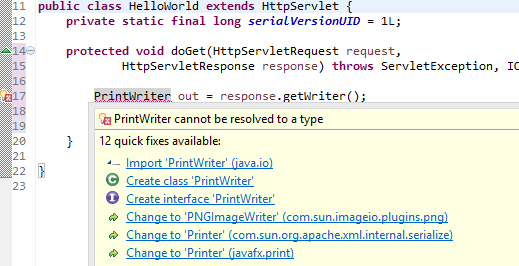 11 public class HelloWorld extends HttpServlet {
12 private static final long serialVersionUID = 1L;
13
14 protected void doGet(HttpServletRequest request,
15 HttpServletResponse response) throws ServletException, IO
16
17 PrintWriter out = response.getWriter();
18
PrintWriter cannot be resolved to a type
19
12 quick fixes available:
20 }
Import 'PrintWriter' (java.io)
21
Create class 'PrintWriter'
22 }
Create interface 'PrintWriter'
23
Change to 'PNGImageWriter' (com.sun.imageio.plugins.png)
Change to 'Printer' (com.sun.org.apache.xml.internal.serialize)
Change to 'Printer' (javafx.print)